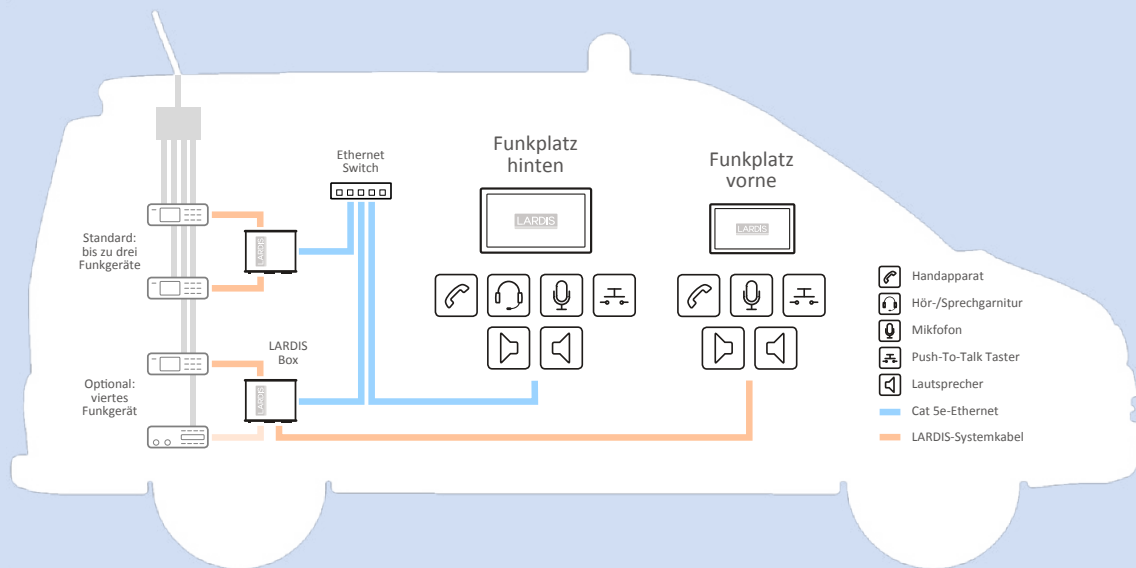 Ethernet
Switch
Funkplatz
hinten
Funkplatz
vorne
LARDIS
LARDIS
Standard:
bis zu drei
Funkgeräte
LARDIS
LARDIS
Box
Optional:
viertes
Funkgerät
LARDIS
Handapparat
Hör-/Sprechgarnitur
Mikfofon
Push-To-Talk Taster
Lautsprecher
Cat 5e-Ethernet
LARDIS-Systemkabel